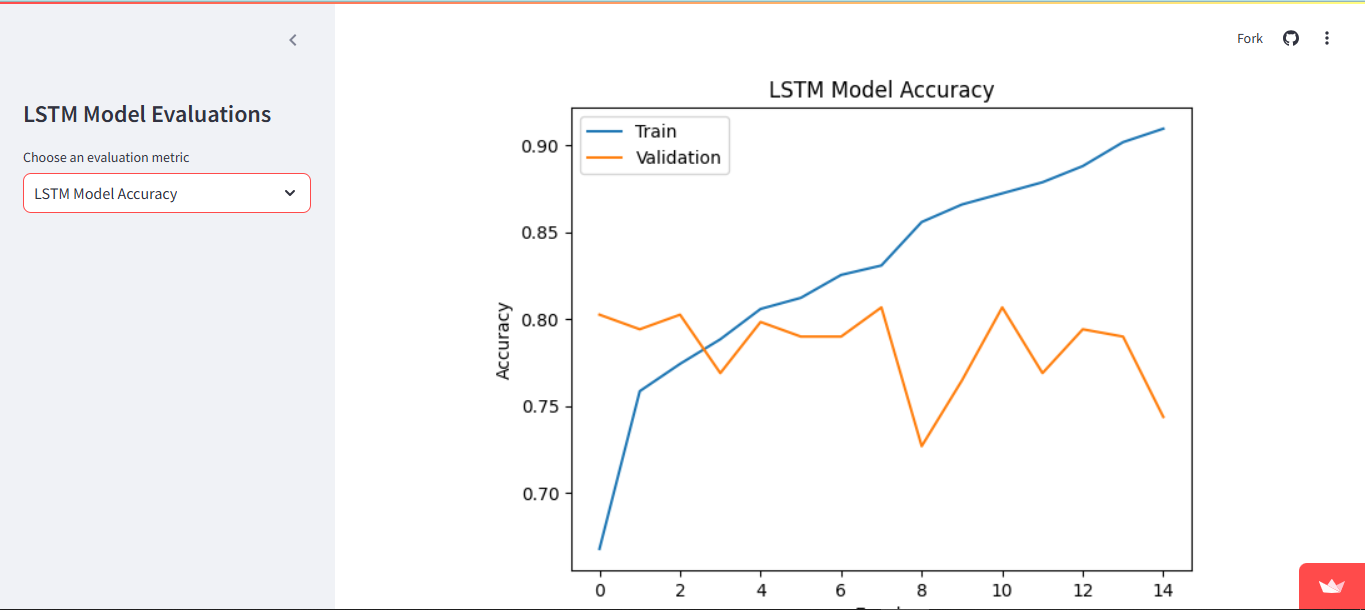 Fork
LSTM Model Evaluations
Choose an evaluation metric
LSTM Model Accuracy
LSTM Model Accuracy
Train
Validation
Accuracy
0.90
0.85
0.80
0.75
0.70
0 2 4 6 8 10 12 14